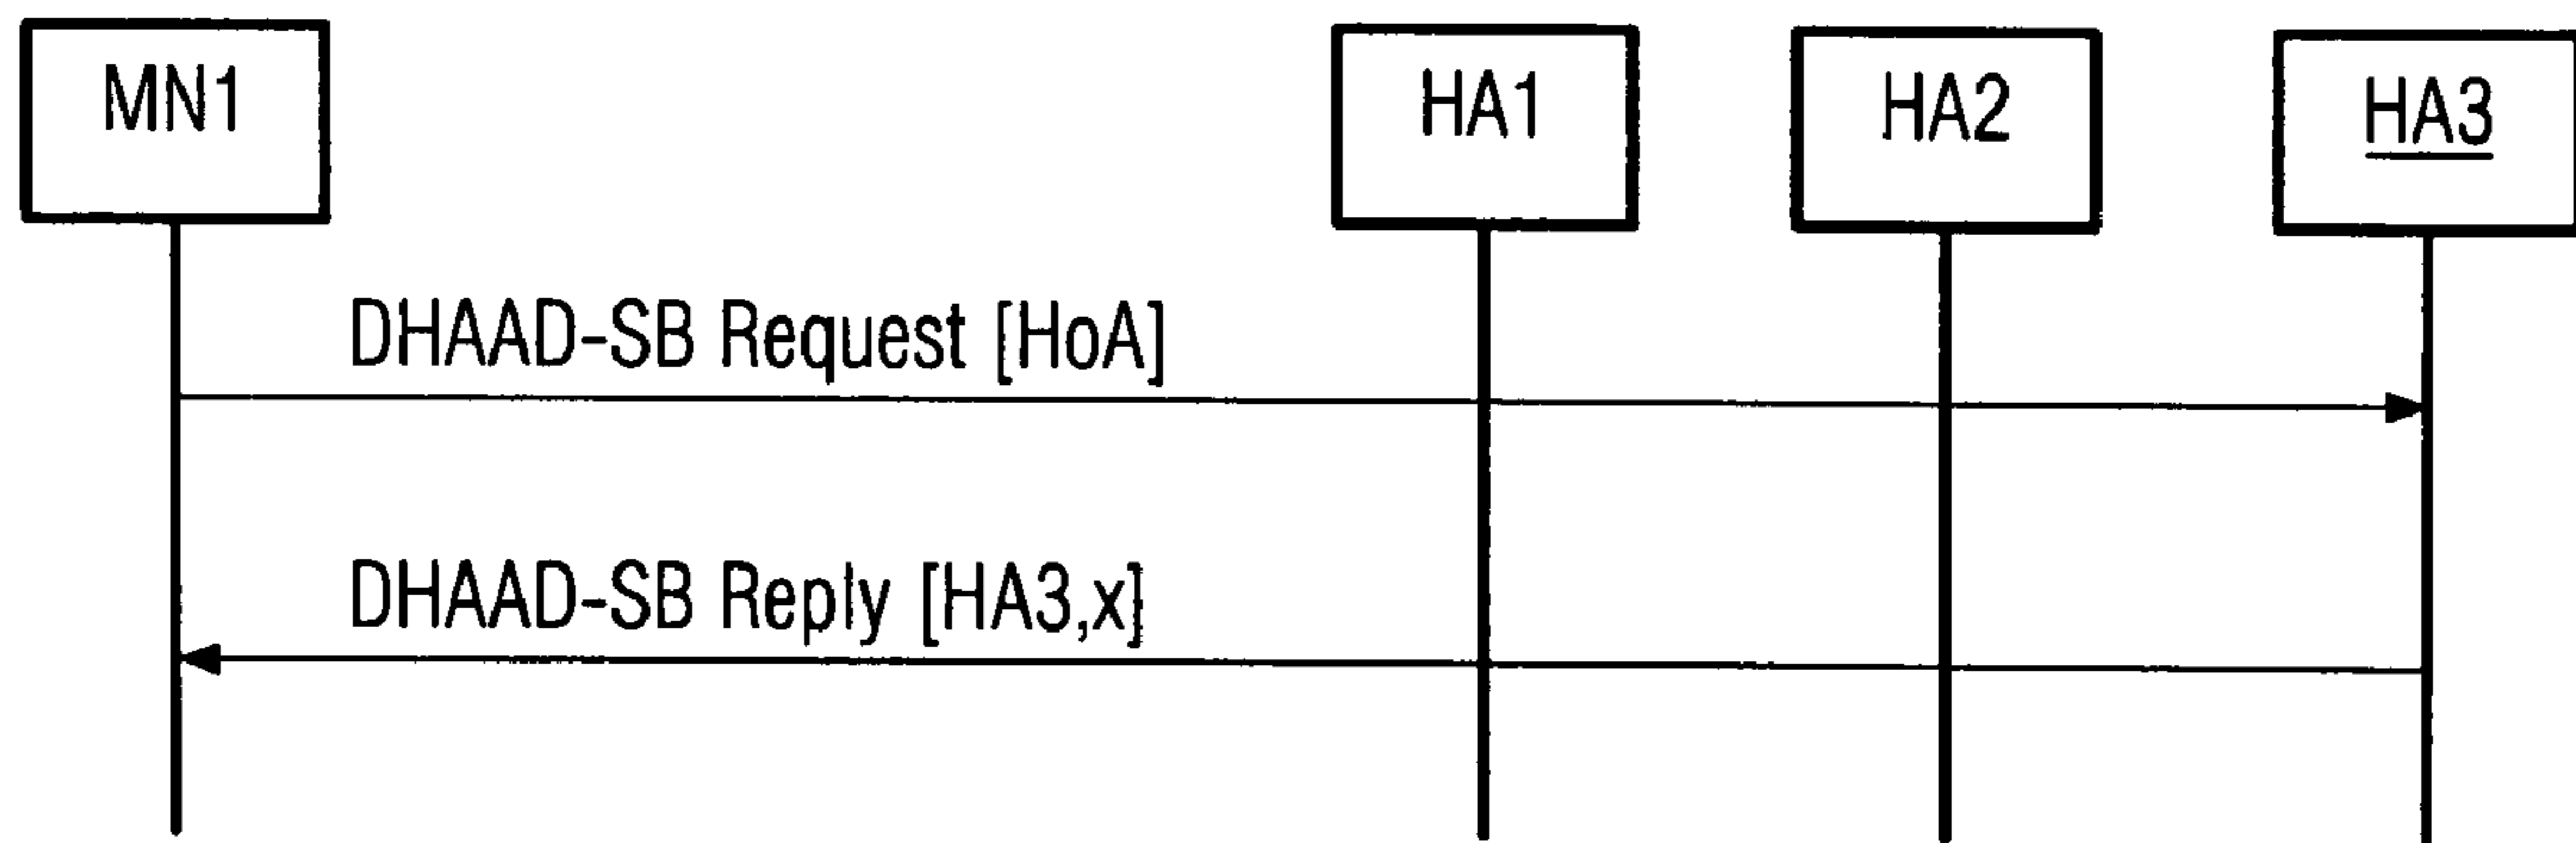 MN1
HA1
HA2
HA3
DHAAD-SB Request [HoA]
DHAAD-SB Reply [HA3,x]